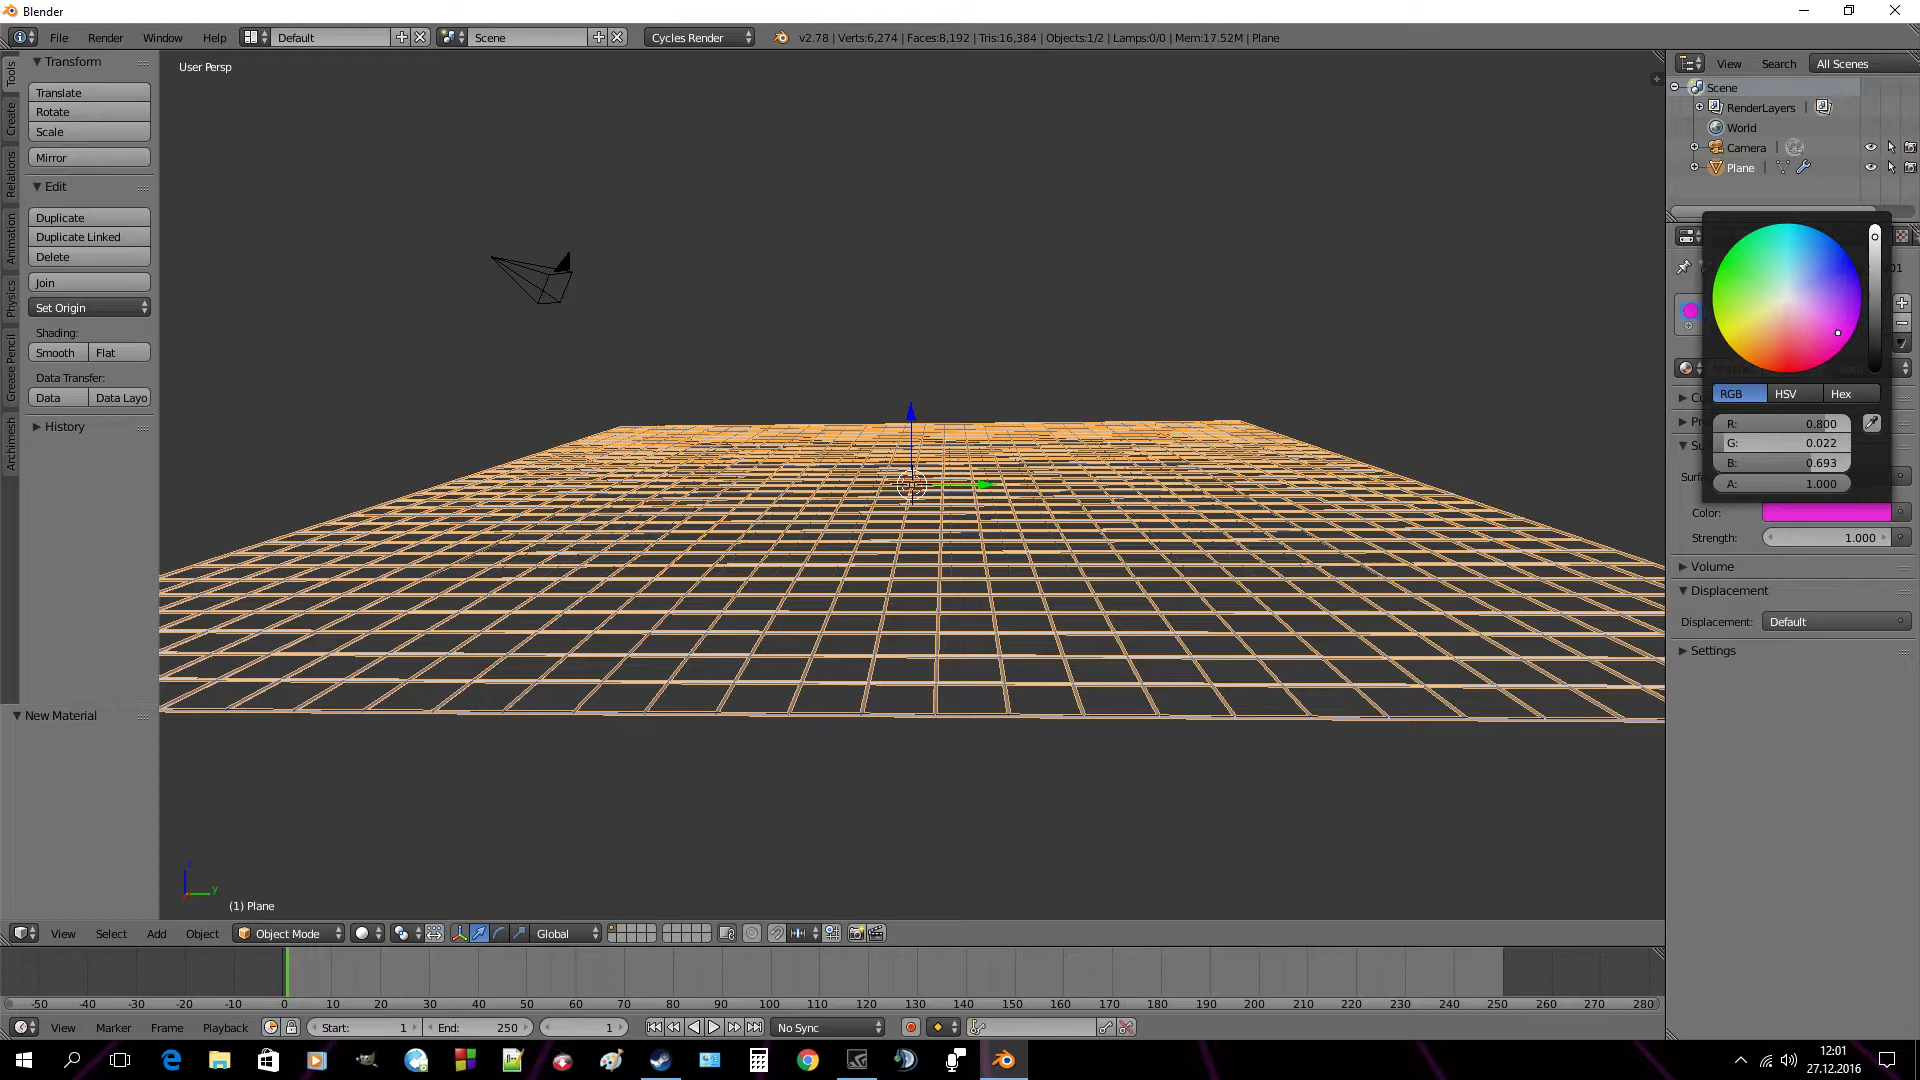 Blender
File Render Window Help Default Scene Cycles Render v2.78 | Verts:6,274 | Faces:8,192 | Tris:16,384 | Objects:1/2 | Lamps:0/0 | Mem:17.52M | Plane
Tools
Create
Relations
Animation
Physics
Grease Pencil
Archimesh
Transform
Translate
Rotate
Scale
Mirror
Edit
Duplicate
Duplicate Linked
Delete
Join
Set Origin
Shading:
Smooth Flat
Data Transfer:
Data Data Layo
History
New Material
User Persp
z
y
(1) Plane
View Search All Scenes
Scene
RenderLayers |
World
Camera |
Plane |
01
RGB HSV Hex
R: 0.800
G: 0.022
B: 0.693
A: 1.000
Color:
Strength: 1.000
Volume
Displacement
Displacement: Default
Settings
View Select Add Object Object Mode Global
-50 -40 -30 -20 -10 0 10 20 30 40 50 60 70 80 90 100 110 120 130 140 150 160 170 180 190 200 210 220 230 240 250 260 270 280
View Marker Frame Playback Start: 1 End: 250 1 No Sync
12:01
27.12.2016